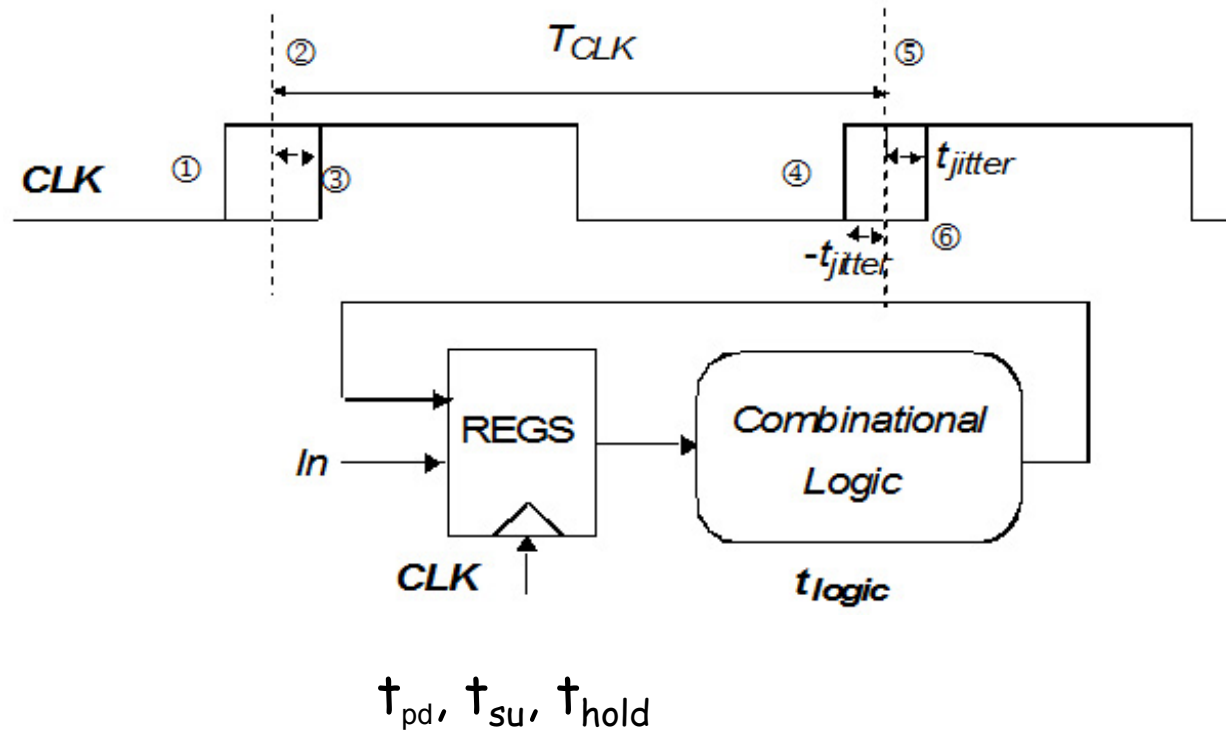 ② T_CLK ⑤
CLK ① ③ ④ t_jitter
-t_jitter ⑥
REGS
In
CLK
Combinational
Logic
t_logic
t_pd, t_su, t_hold